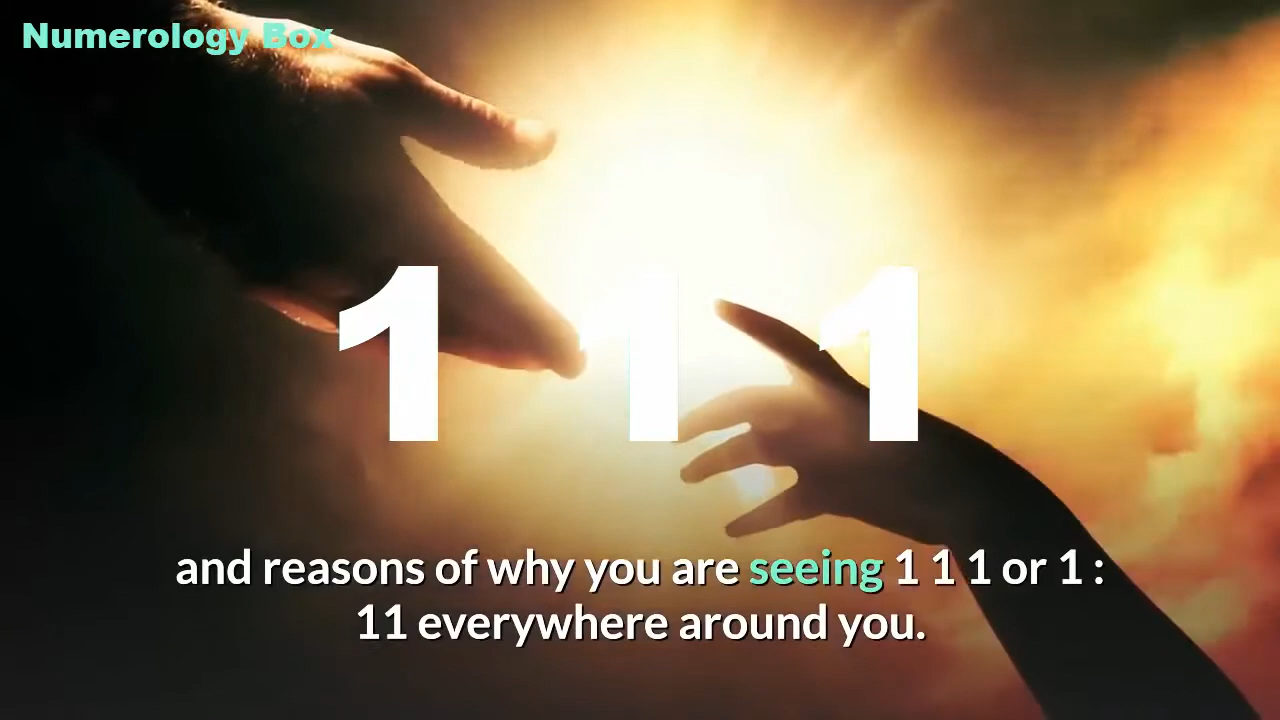 Numerology Box
1 1 1
and reasons of why you are seeing 1 1 1 or 1 :
11 everywhere around you.